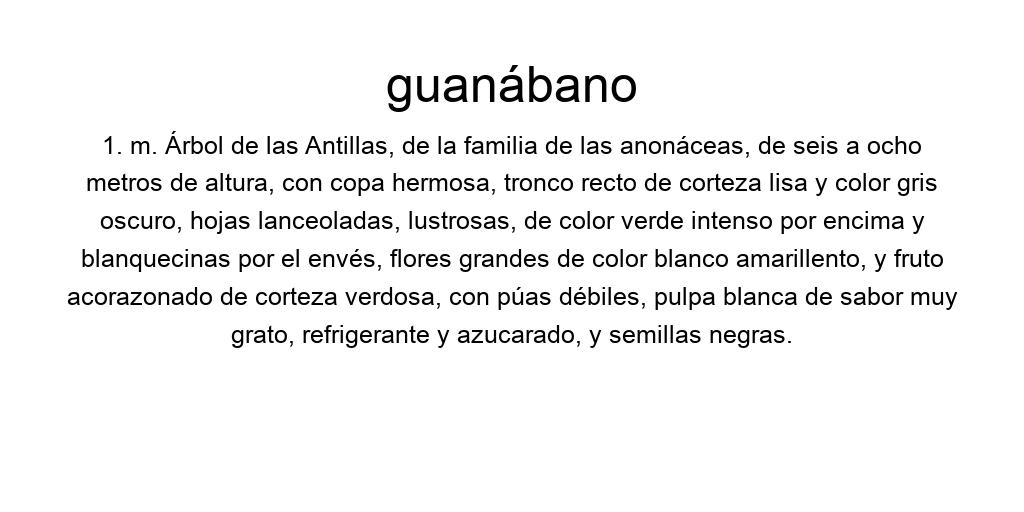 guanábano
1. m. Árbol de las Antillas, de la familia de las anonáceas, de seis a ocho
metros de altura, con copa hermosa, tronco recto de corteza lisa y color gris
oscuro, hojas lanceoladas, lustrosas, de color verde intenso por encima y
blanquecinas por el envés, flores grandes de color blanco amarillento, y fruto
acorazonado de corteza verdosa, con púas débiles, pulpa blanca de sabor muy
grato, refrigerante y azucarado, y semillas negras.